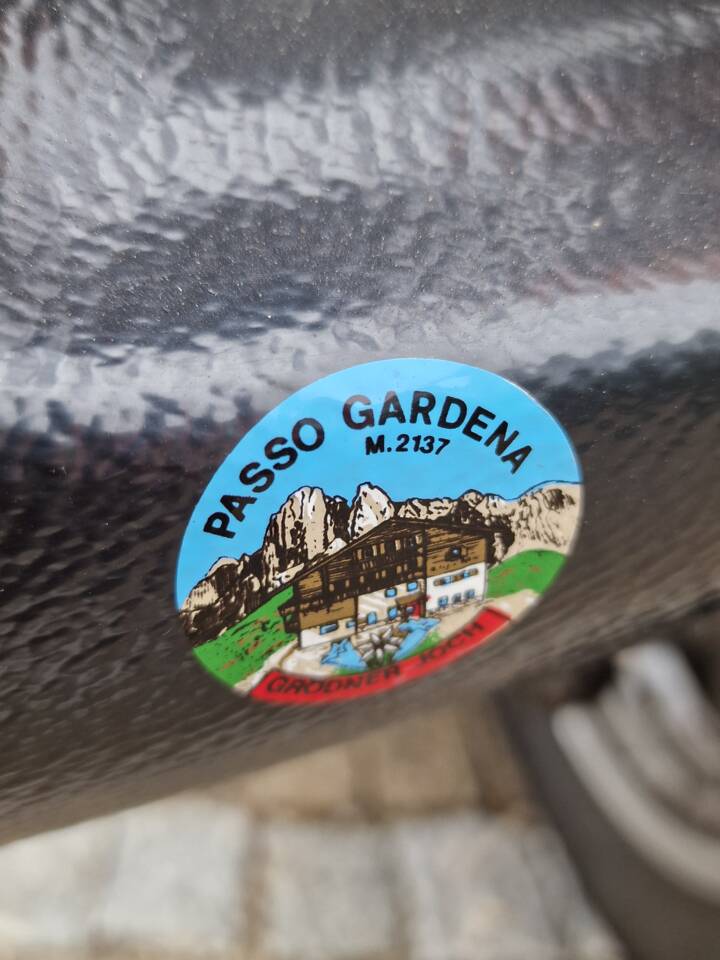 PASSO GARDENA
M.2137
GRÖDNER JOCH